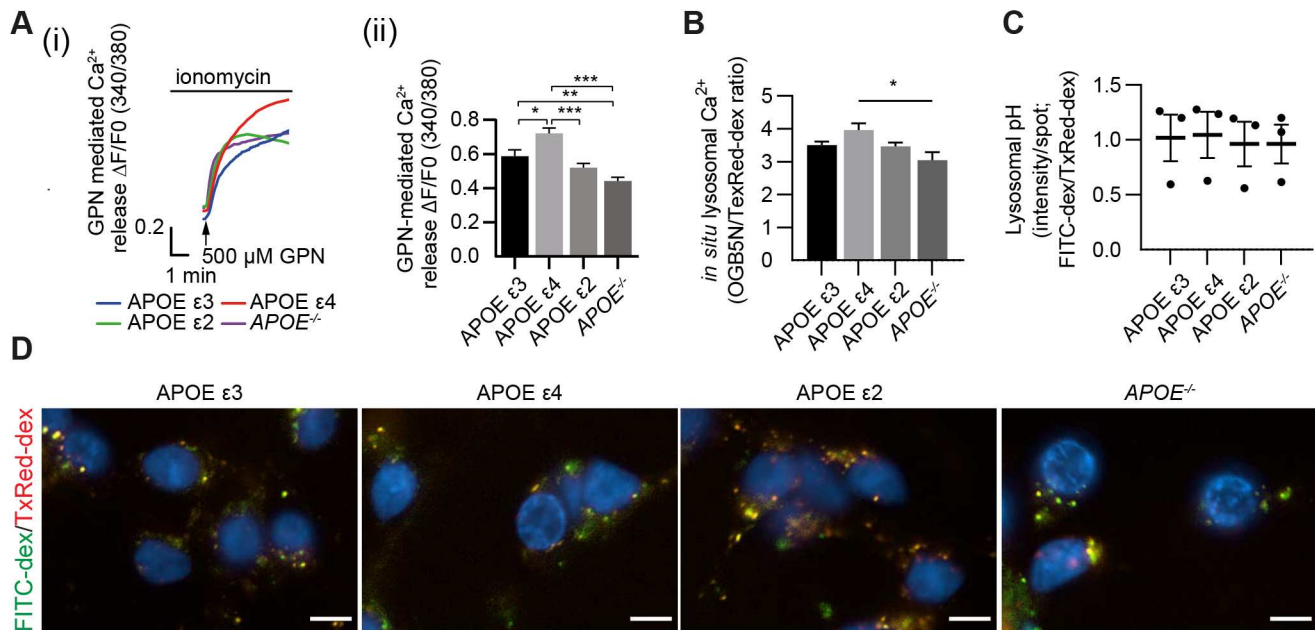 A
(i)
GPN mediated Ca²⁺
release ΔF/F0 (340/380)
ionomycin
0.2
1 min
500 µM GPN
APOE ε3
APOE ε4
APOE ε2
APOE⁻/⁻
(ii)
GPN-mediated Ca²⁺
release ΔF/F0 (340/380)
***
**
* ***
0.8
0.6
0.4
0.2
0.0
APOE ε3
APOE ε4
APOE ε2
APOE⁻/⁻
B
in situ lysosomal Ca²⁺
(OGB5N/TexRed-dex ratio)
*
5
4
3
2
1
0
APOE ε3
APOE ε4
APOE ε2
APOE⁻/⁻
C
Lysosomal pH
(intensity/spot;
FITC-dex/TxRed-dex)
1.5
1.0
0.5
0.0
APOE ε3
APOE ε4
APOE ε2
APOE⁻/⁻
D
APOE ε3
APOE ε4
APOE ε2
APOE⁻/⁻
FITC-dex/TxRed-dex